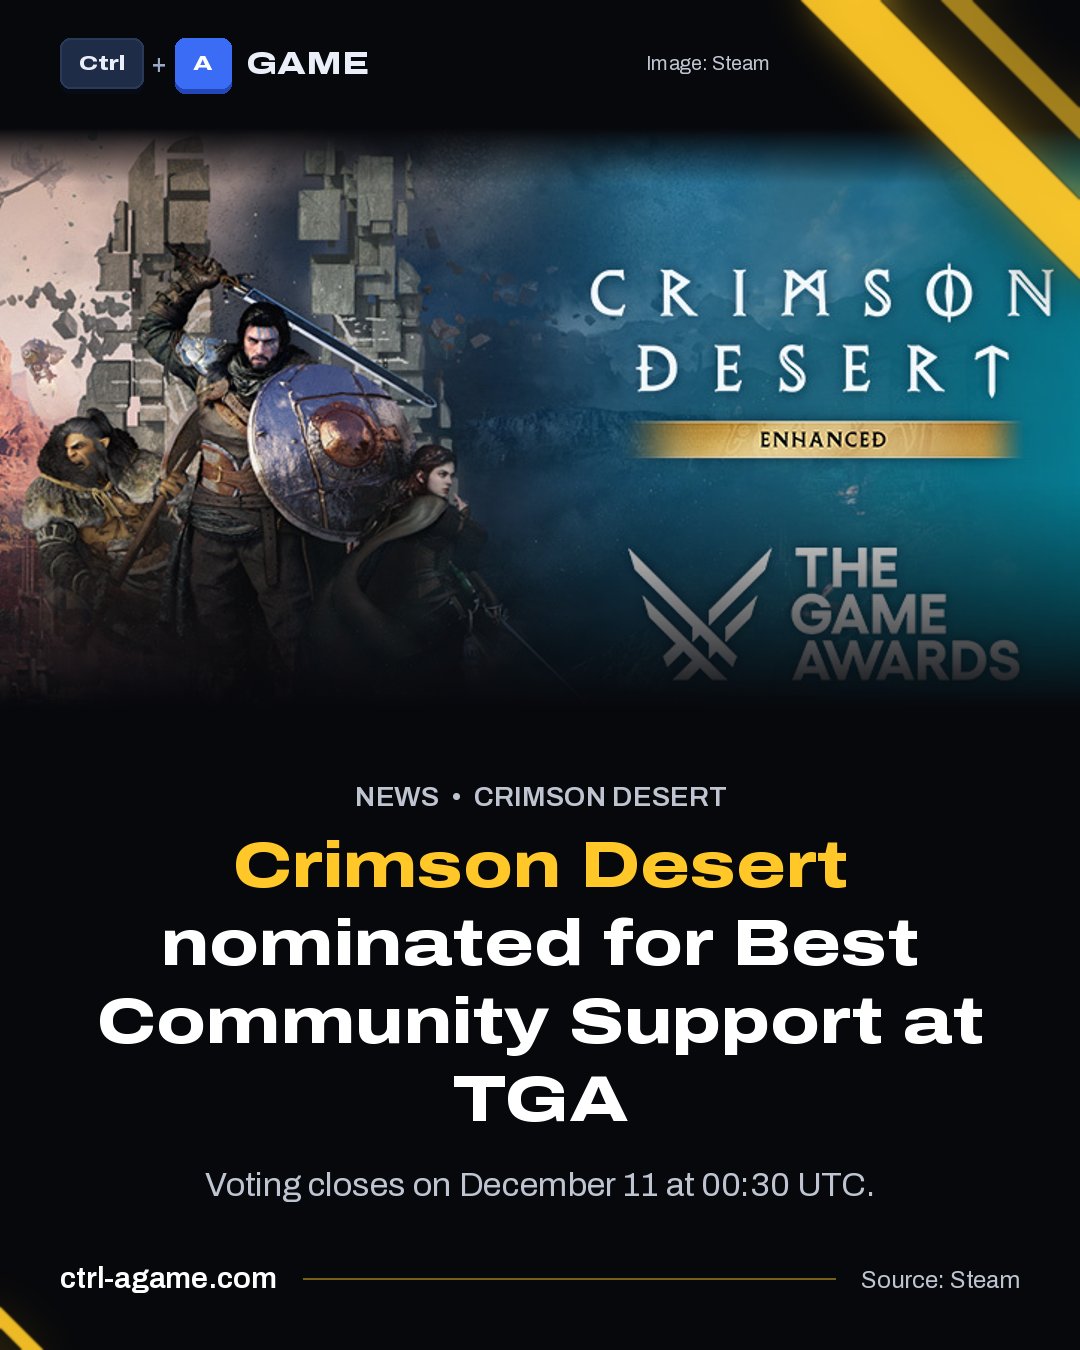 Ctrl + A GAME
Image: Steam
CRIMSON
DESERT
ENHANCED
THE
GAME
AWARDS
NEWS • CRIMSON DESERT
Crimson Desert
nominated for Best
Community Support at
TGA
Voting closes on December 11 at 00:30 UTC.
ctrl-agame.com
Source: Steam